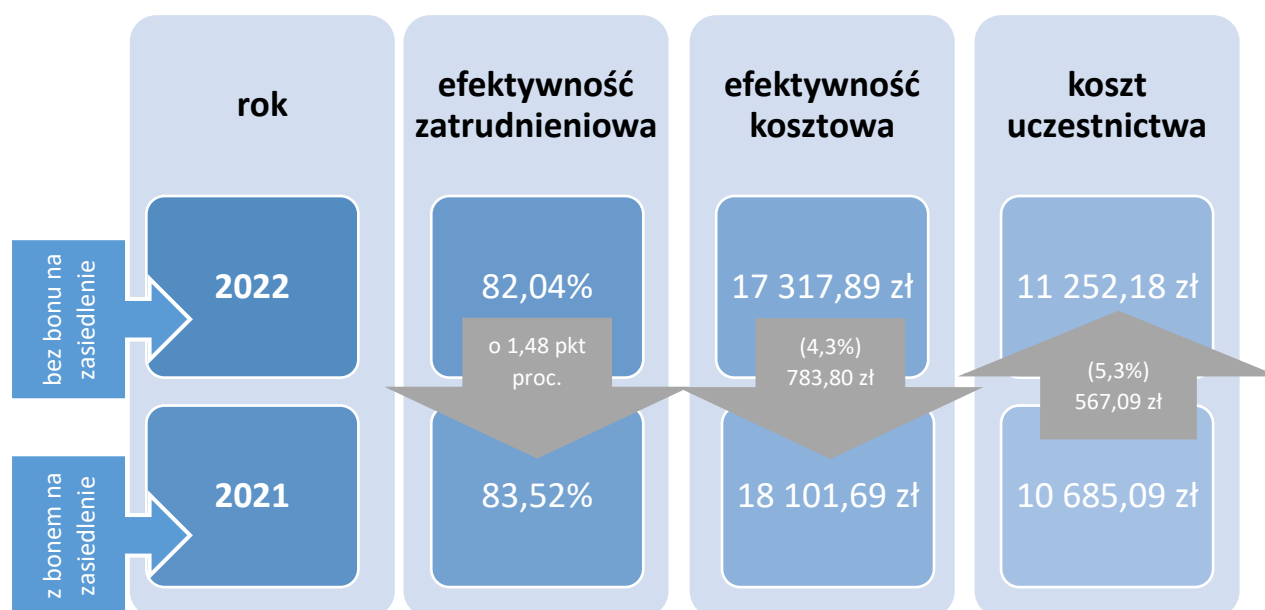 rok
efektywność
zatrudnieniowa
efektywność
kosztowa
koszt
uczestnictwa
bez bonu na
zasiedlenie
2022
82,04%
17 317,89 zł
11 252,18 zł
o 1,48 pkt
proc.
(4,3%)
783,80 zł
(5,3%)
567,09 zł
z bonem na
zasiedlenie
2021
83,52%
18 101,69 zł
10 685,09 zł